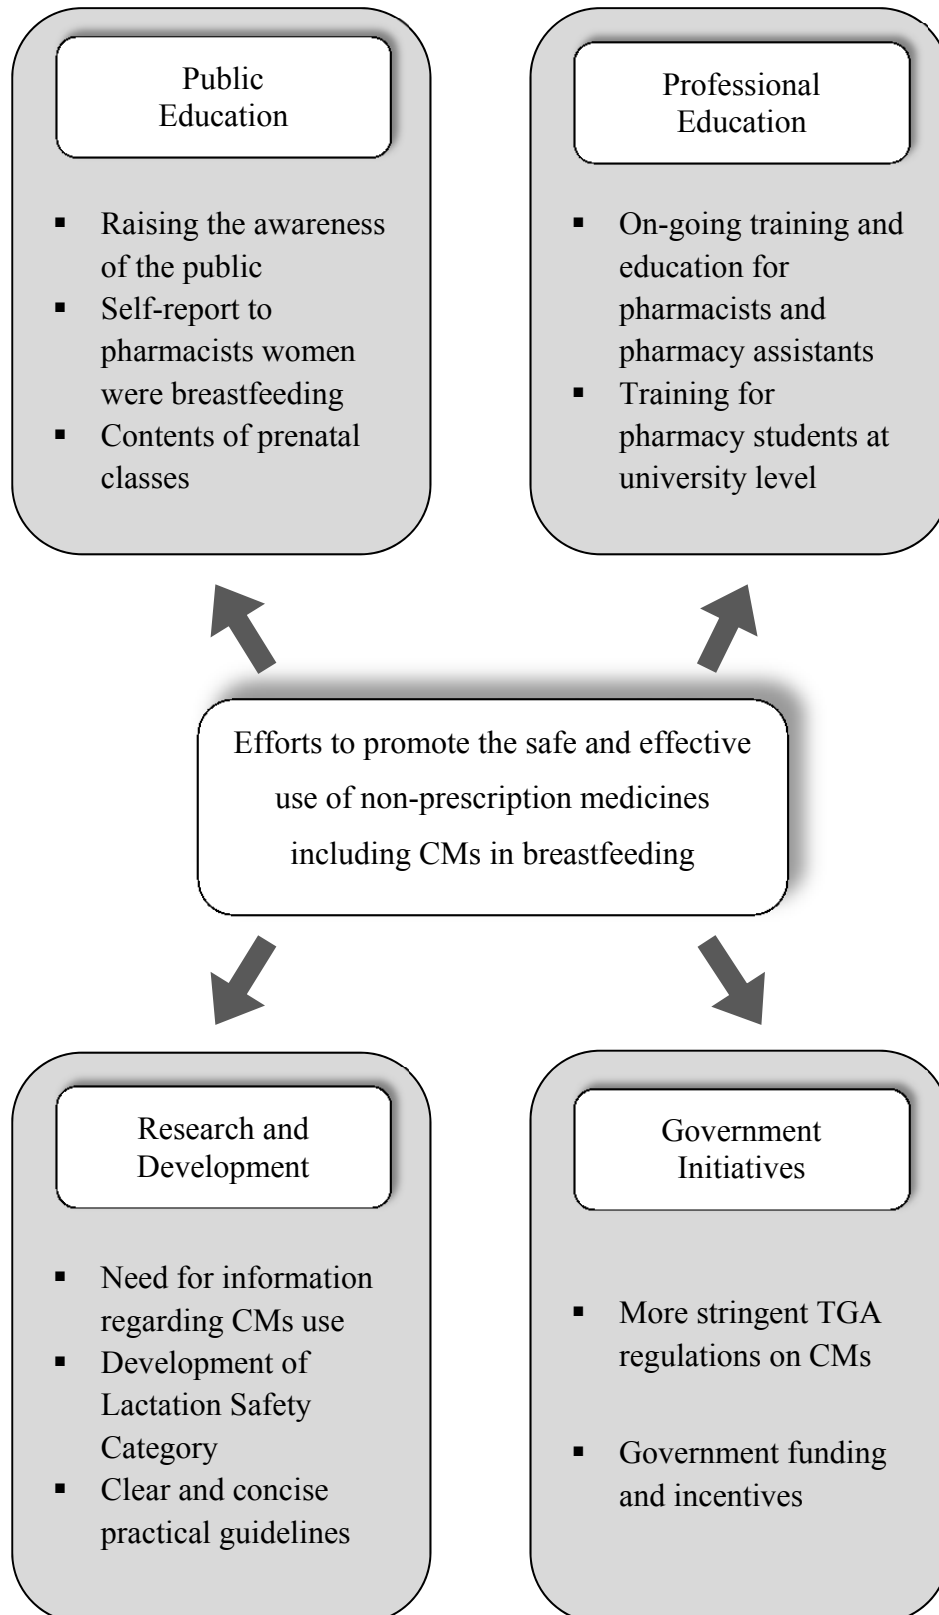 Public
Education
▪ Raising the awareness
of the public
▪ Self-report to
pharmacists women
were breastfeeding
▪ Contents of prenatal
classes
Professional
Education
▪ On-going training and
education for
pharmacists and
pharmacy assistants
▪ Training for
pharmacy students at
university level
Efforts to promote the safe and effective
use of non-prescription medicines
including CMs in breastfeeding
Research and
Development
▪ Need for information
regarding CMs use
▪ Development of
Lactation Safety
Category
▪ Clear and concise
practical guidelines
Government
Initiatives
▪ More stringent TGA
regulations on CMs
▪ Government funding
and incentives